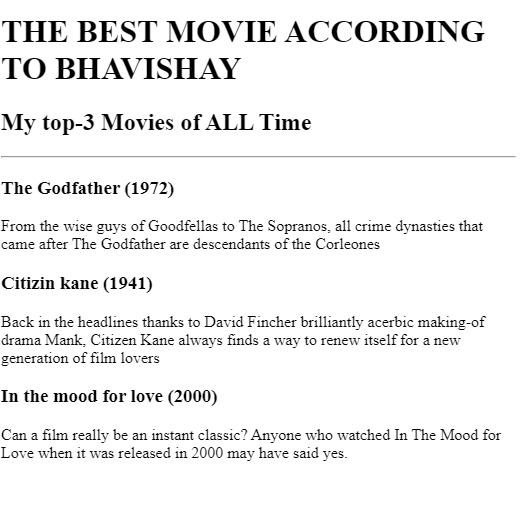 THE BEST MOVIE ACCORDING
TO BHAVISHAY
My top-3 Movies of ALL Time
The Godfather (1972)
From the wise guys of Goodfellas to The Sopranos, all crime dynasties that
came after The Godfather are descendants of the Corleones
Citizin kane (1941)
Back in the headlines thanks to David Fincher brilliantly acerbic making-of
drama Mank, Citizen Kane always finds a way to renew itself for a new
generation of film lovers
In the mood for love (2000)
Can a film really be an instant classic? Anyone who watched In The Mood for
Love when it was released in 2000 may have said yes.